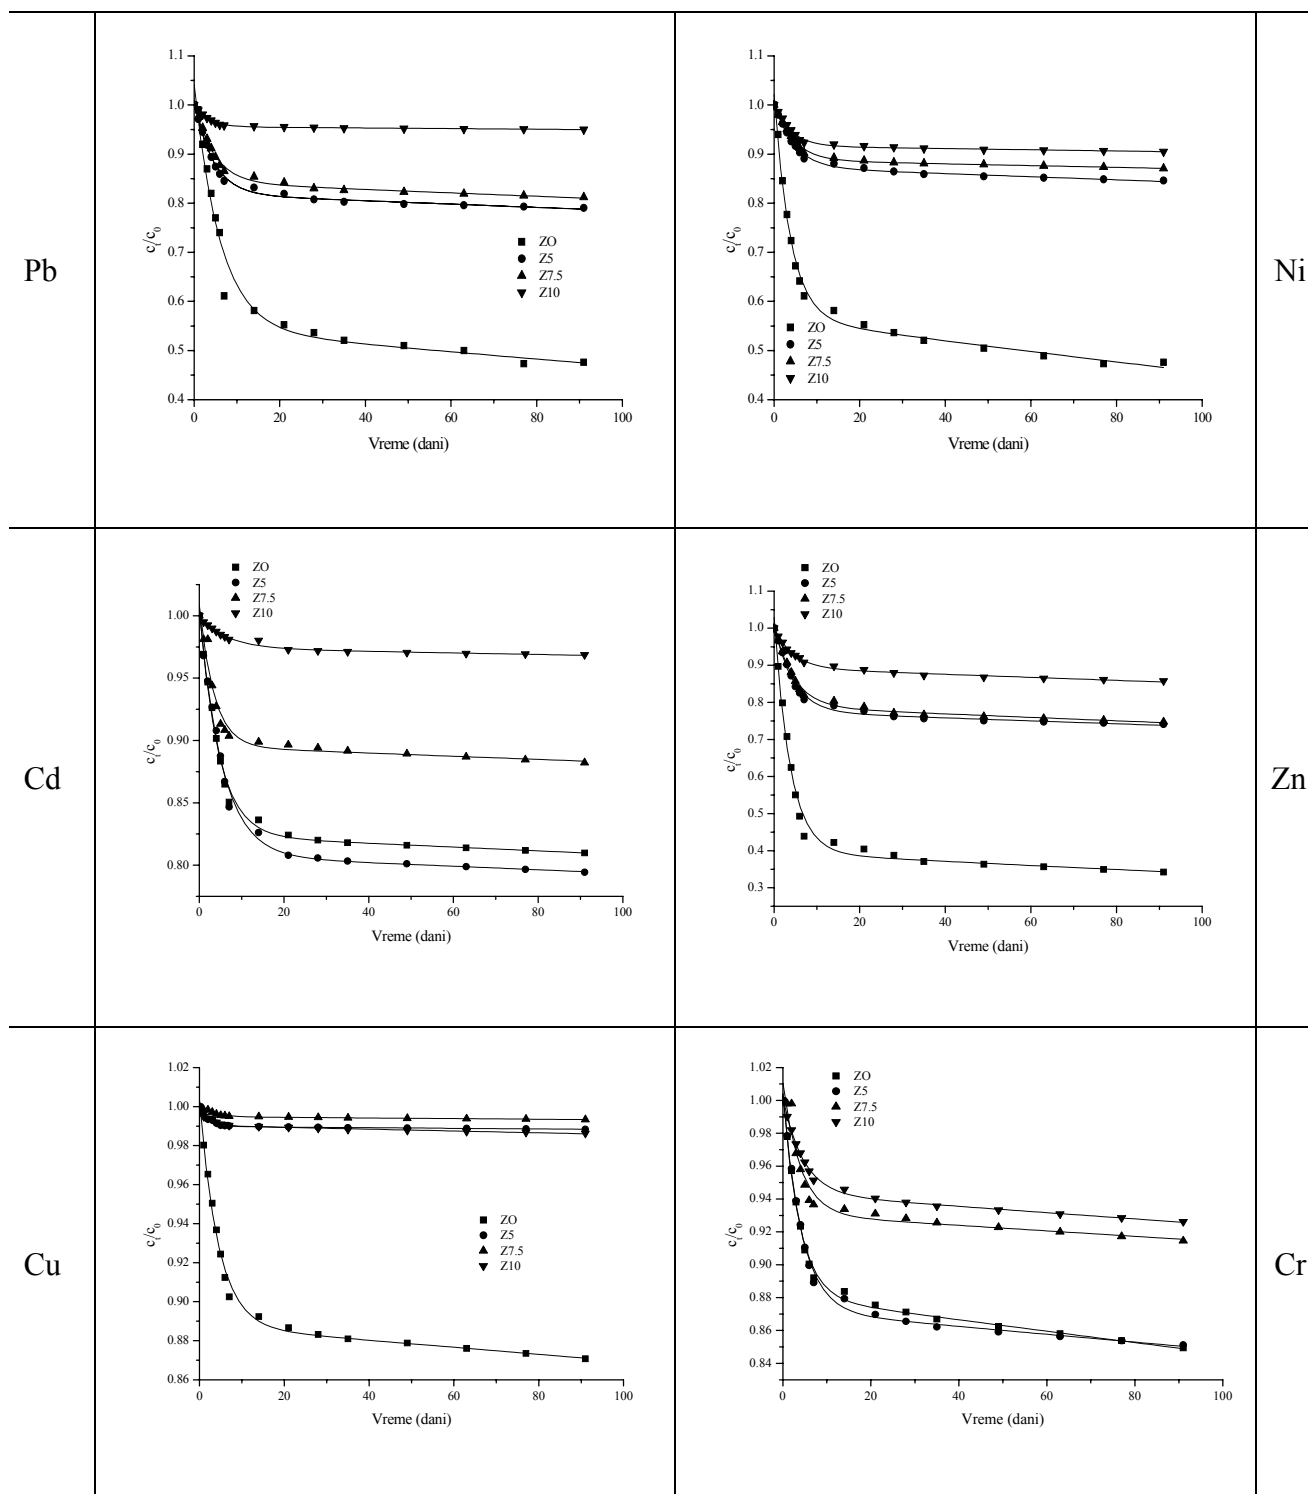 Pb
1.1
1.0
0.9
0.8
0.7
0.6
0.5
0.4
c_t/c_0
ZO
Z5
Z7.5
Z10
0 20 40 60 80 100
Vreme (dani)
1.1
1.0
0.9
0.8
0.7
0.6
0.5
0.4
c_t/c_0
ZO
Z5
Z7.5
Z10
0 20 40 60 80 100
Vreme (dani)
Ni
Cd
ZO
Z5
Z7.5
Z10
1.00
0.95
0.90
0.85
0.80
c_t/c_0
0 20 40 60 80 100
Vreme (dani)
ZO
Z5
Z7.5
Z10
1.1
1.0
0.9
0.8
0.7
0.6
0.5
0.4
0.3
c_t/c_0
0 20 40 60 80 100
Vreme (dani)
Zn
Cu
1.02
1.00
0.98
0.96
0.94
0.92
0.90
0.88
0.86
c_t/c_0
ZO
Z5
Z7.5
Z10
0 20 40 60 80 100
Vreme (dani)
ZO
Z5
Z7.5
Z10
1.02
1.00
0.98
0.96
0.94
0.92
0.90
0.88
0.86
0.84
c_t/c_0
0 20 40 60 80 100
Vreme (dani)
Cr